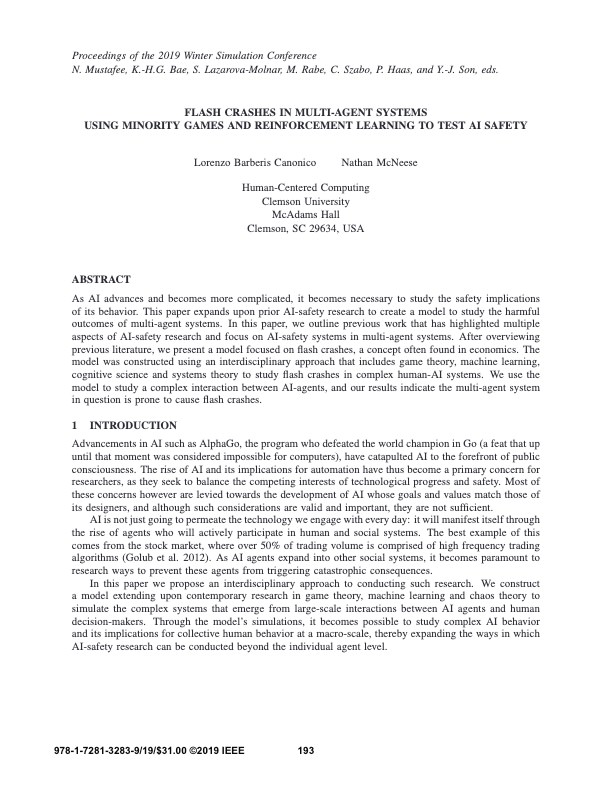 Proceedings of the 2019 Winter Simulation Conference
N. Mustafee, K.-H.G. Bae, S. Lazarova-Molnar, M. Rabe, C. Szabo, P. Haas, and Y.-J. Son, eds.
FLASH CRASHES IN MULTI-AGENT SYSTEMS
USING MINORITY GAMES AND REINFORCEMENT LEARNING TO TEST AI SAFETY
Lorenzo Barberis Canonico Nathan McNeese
Human-Centered Computing
Clemson University
McAdams Hall
Clemson, SC 29634, USA
ABSTRACT
As AI advances and becomes more complicated, it becomes necessary to study the safety implications
of its behavior. This paper expands upon prior AI-safety research to create a model to study the harmful
outcomes of multi-agent systems. In this paper, we outline previous work that has highlighted multiple
aspects of AI-safety research and focus on AI-safety systems in multi-agent systems. After overviewing
previous literature, we present a model focused on flash crashes, a concept often found in economics. The
model was constructed using an interdisciplinary approach that includes game theory, machine learning,
cognitive science and systems theory to study flash crashes in complex human-AI systems. We use the
model to study a complex interaction between AI-agents, and our results indicate the multi-agent system
in question is prone to cause flash crashes.
1 INTRODUCTION
Advancements in AI such as AlphaGo, the program who defeated the world champion in Go (a feat that up
until that moment was considered impossible for computers), have catapulted AI to the forefront of public
consciousness. The rise of AI and its implications for automation have thus become a primary concern for
researchers, as they seek to balance the competing interests of technological progress and safety. Most of
these concerns however are levied towards the development of AI whose goals and values match those of
its designers, and although such considerations are valid and important, they are not sufficient.
AI is not just going to permeate the technology we engage with every day: it will manifest itself through
the rise of agents who will actively participate in human and social systems. The best example of this
comes from the stock market, where over 50% of trading volume is comprised of high frequency trading
algorithms (Golub et al. 2012). As AI agents expand into other social systems, it becomes paramount to
research ways to prevent these agents from triggering catastrophic consequences.
In this paper we propose an interdisciplinary approach to conducting such research. We construct
a model extending upon contemporary research in game theory, machine learning and chaos theory to
simulate the complex systems that emerge from large-scale interactions between AI agents and human
decision-makers. Through the model's simulations, it becomes possible to study complex AI behavior
and its implications for collective human behavior at a macro-scale, thereby expanding the ways in which
AI-safety research can be conducted beyond the individual agent level.
978-1-7281-3283-9/19/$31.00 ©2019 IEEE 193